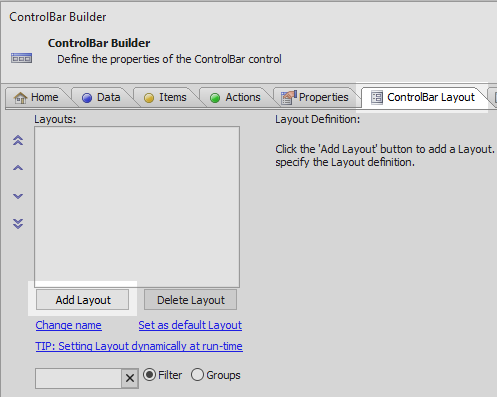 ControlBar Builder
ControlBar Builder
Define the properties of the ControlBar control
Home Data Items Actions Properties ControlBar Layout
Layouts:
Layout Definition:
Click the 'Add Layout' button to add a Layout.
specify the Layout definition.
Add Layout Delete Layout
Change name Set as default Layout
TIP: Setting Layout dynamically at run-time
Filter Groups